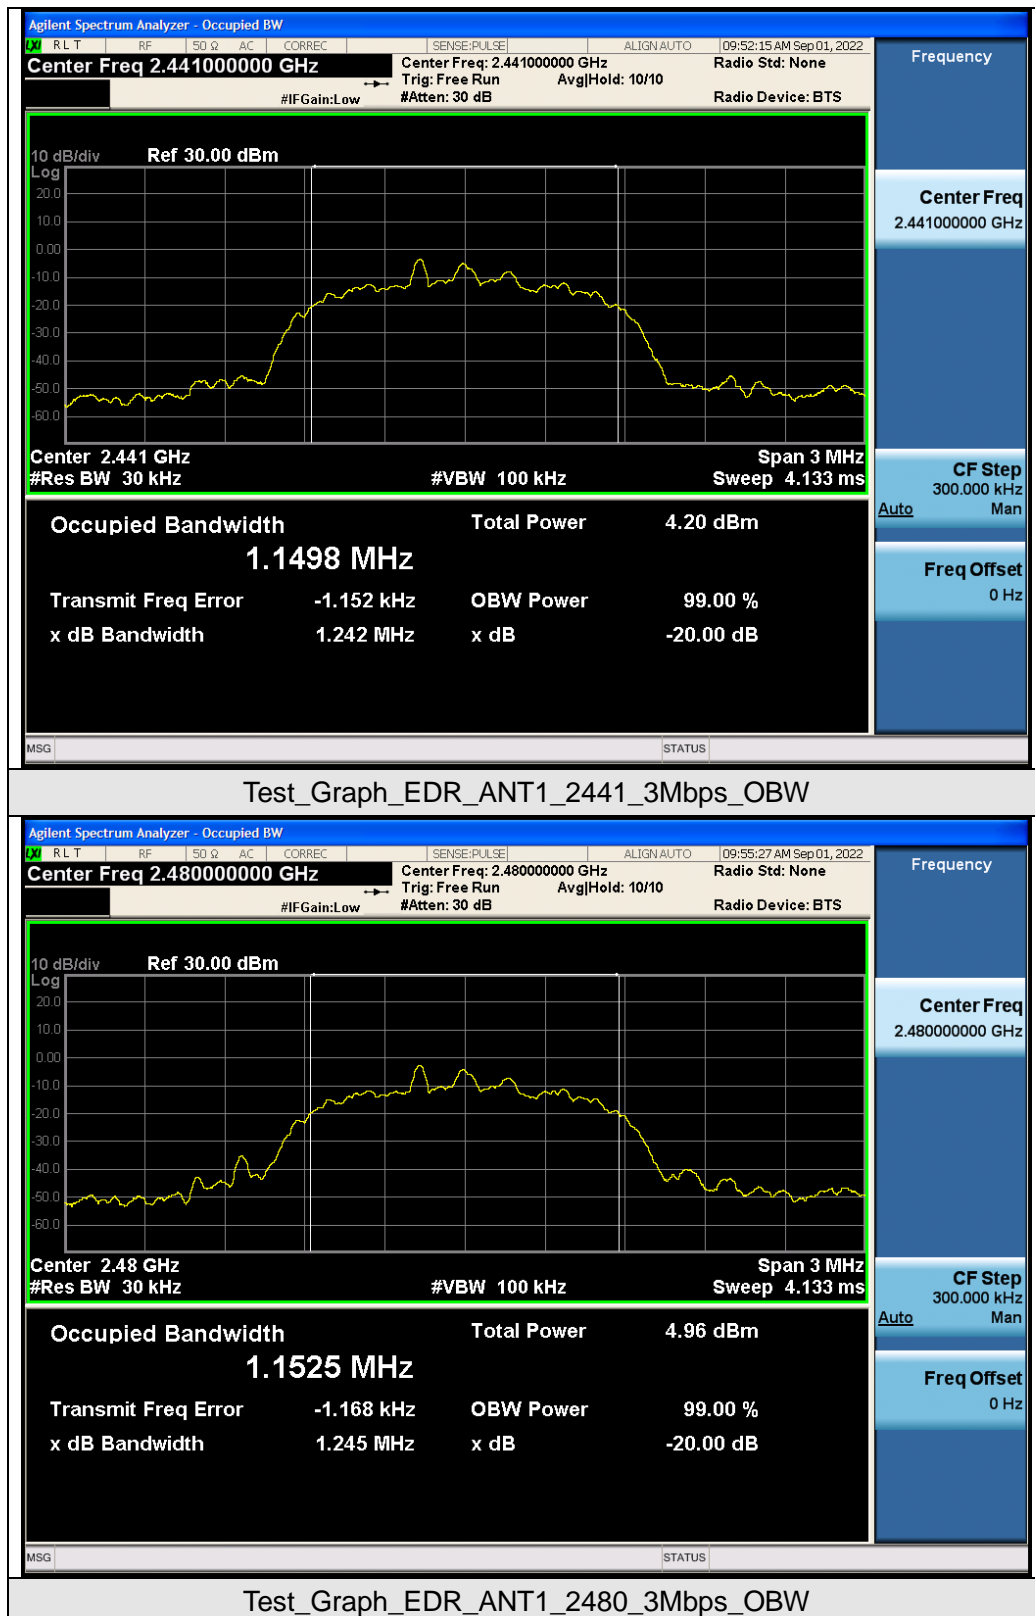 Agilent Spectrum Analyzer - Occupied BW
LXI RLT RF 50 Ω AC CORREC SENSE:PULSE ALIGN AUTO 09:52:15 AM Sep 01, 2022
Center Freq 2.441000000 GHz
Center Freq: 2.441000000 GHz
Radio Std: None
Trig: Free Run Avg|Hold: 10/10
#IFGain:Low
#Atten: 30 dB
Radio Device: BTS
10 dB/div Ref 30.00 dBm
Log
20.0
10.0
0.00
-10.0
-20.0
-30.0
-40.0
-50.0
-60.0
Center 2.441 GHz Span 3 MHz
#Res BW 30 kHz #VBW 100 kHz Sweep 4.133 ms
Occupied Bandwidth Total Power 4.20 dBm
1.1498 MHz
Transmit Freq Error -1.152 kHz OBW Power 99.00 %
x dB Bandwidth 1.242 MHz x dB -20.00 dB
MSG STATUS
Frequency
Center Freq
2.441000000 GHz
CF Step
300.000 kHz
Auto Man
Freq Offset
0 Hz
Test_Graph_EDR_ANT1_2441_3Mbps_OBW
Agilent Spectrum Analyzer - Occupied BW
LXI RLT RF 50 Ω AC CORREC SENSE:PULSE ALIGN AUTO 09:55:27 AM Sep 01, 2022
Center Freq 2.480000000 GHz
Center Freq: 2.480000000 GHz
Radio Std: None
Trig: Free Run Avg|Hold: 10/10
#IFGain:Low
#Atten: 30 dB
Radio Device: BTS
10 dB/div Ref 30.00 dBm
Log
20.0
10.0
0.00
-10.0
-20.0
-30.0
-40.0
-50.0
-60.0
Center 2.48 GHz Span 3 MHz
#Res BW 30 kHz #VBW 100 kHz Sweep 4.133 ms
Occupied Bandwidth Total Power 4.96 dBm
1.1525 MHz
Transmit Freq Error -1.168 kHz OBW Power 99.00 %
x dB Bandwidth 1.245 MHz x dB -20.00 dB
MSG STATUS
Frequency
Center Freq
2.480000000 GHz
CF Step
300.000 kHz
Auto Man
Freq Offset
0 Hz
Test_Graph_EDR_ANT1_2480_3Mbps_OBW